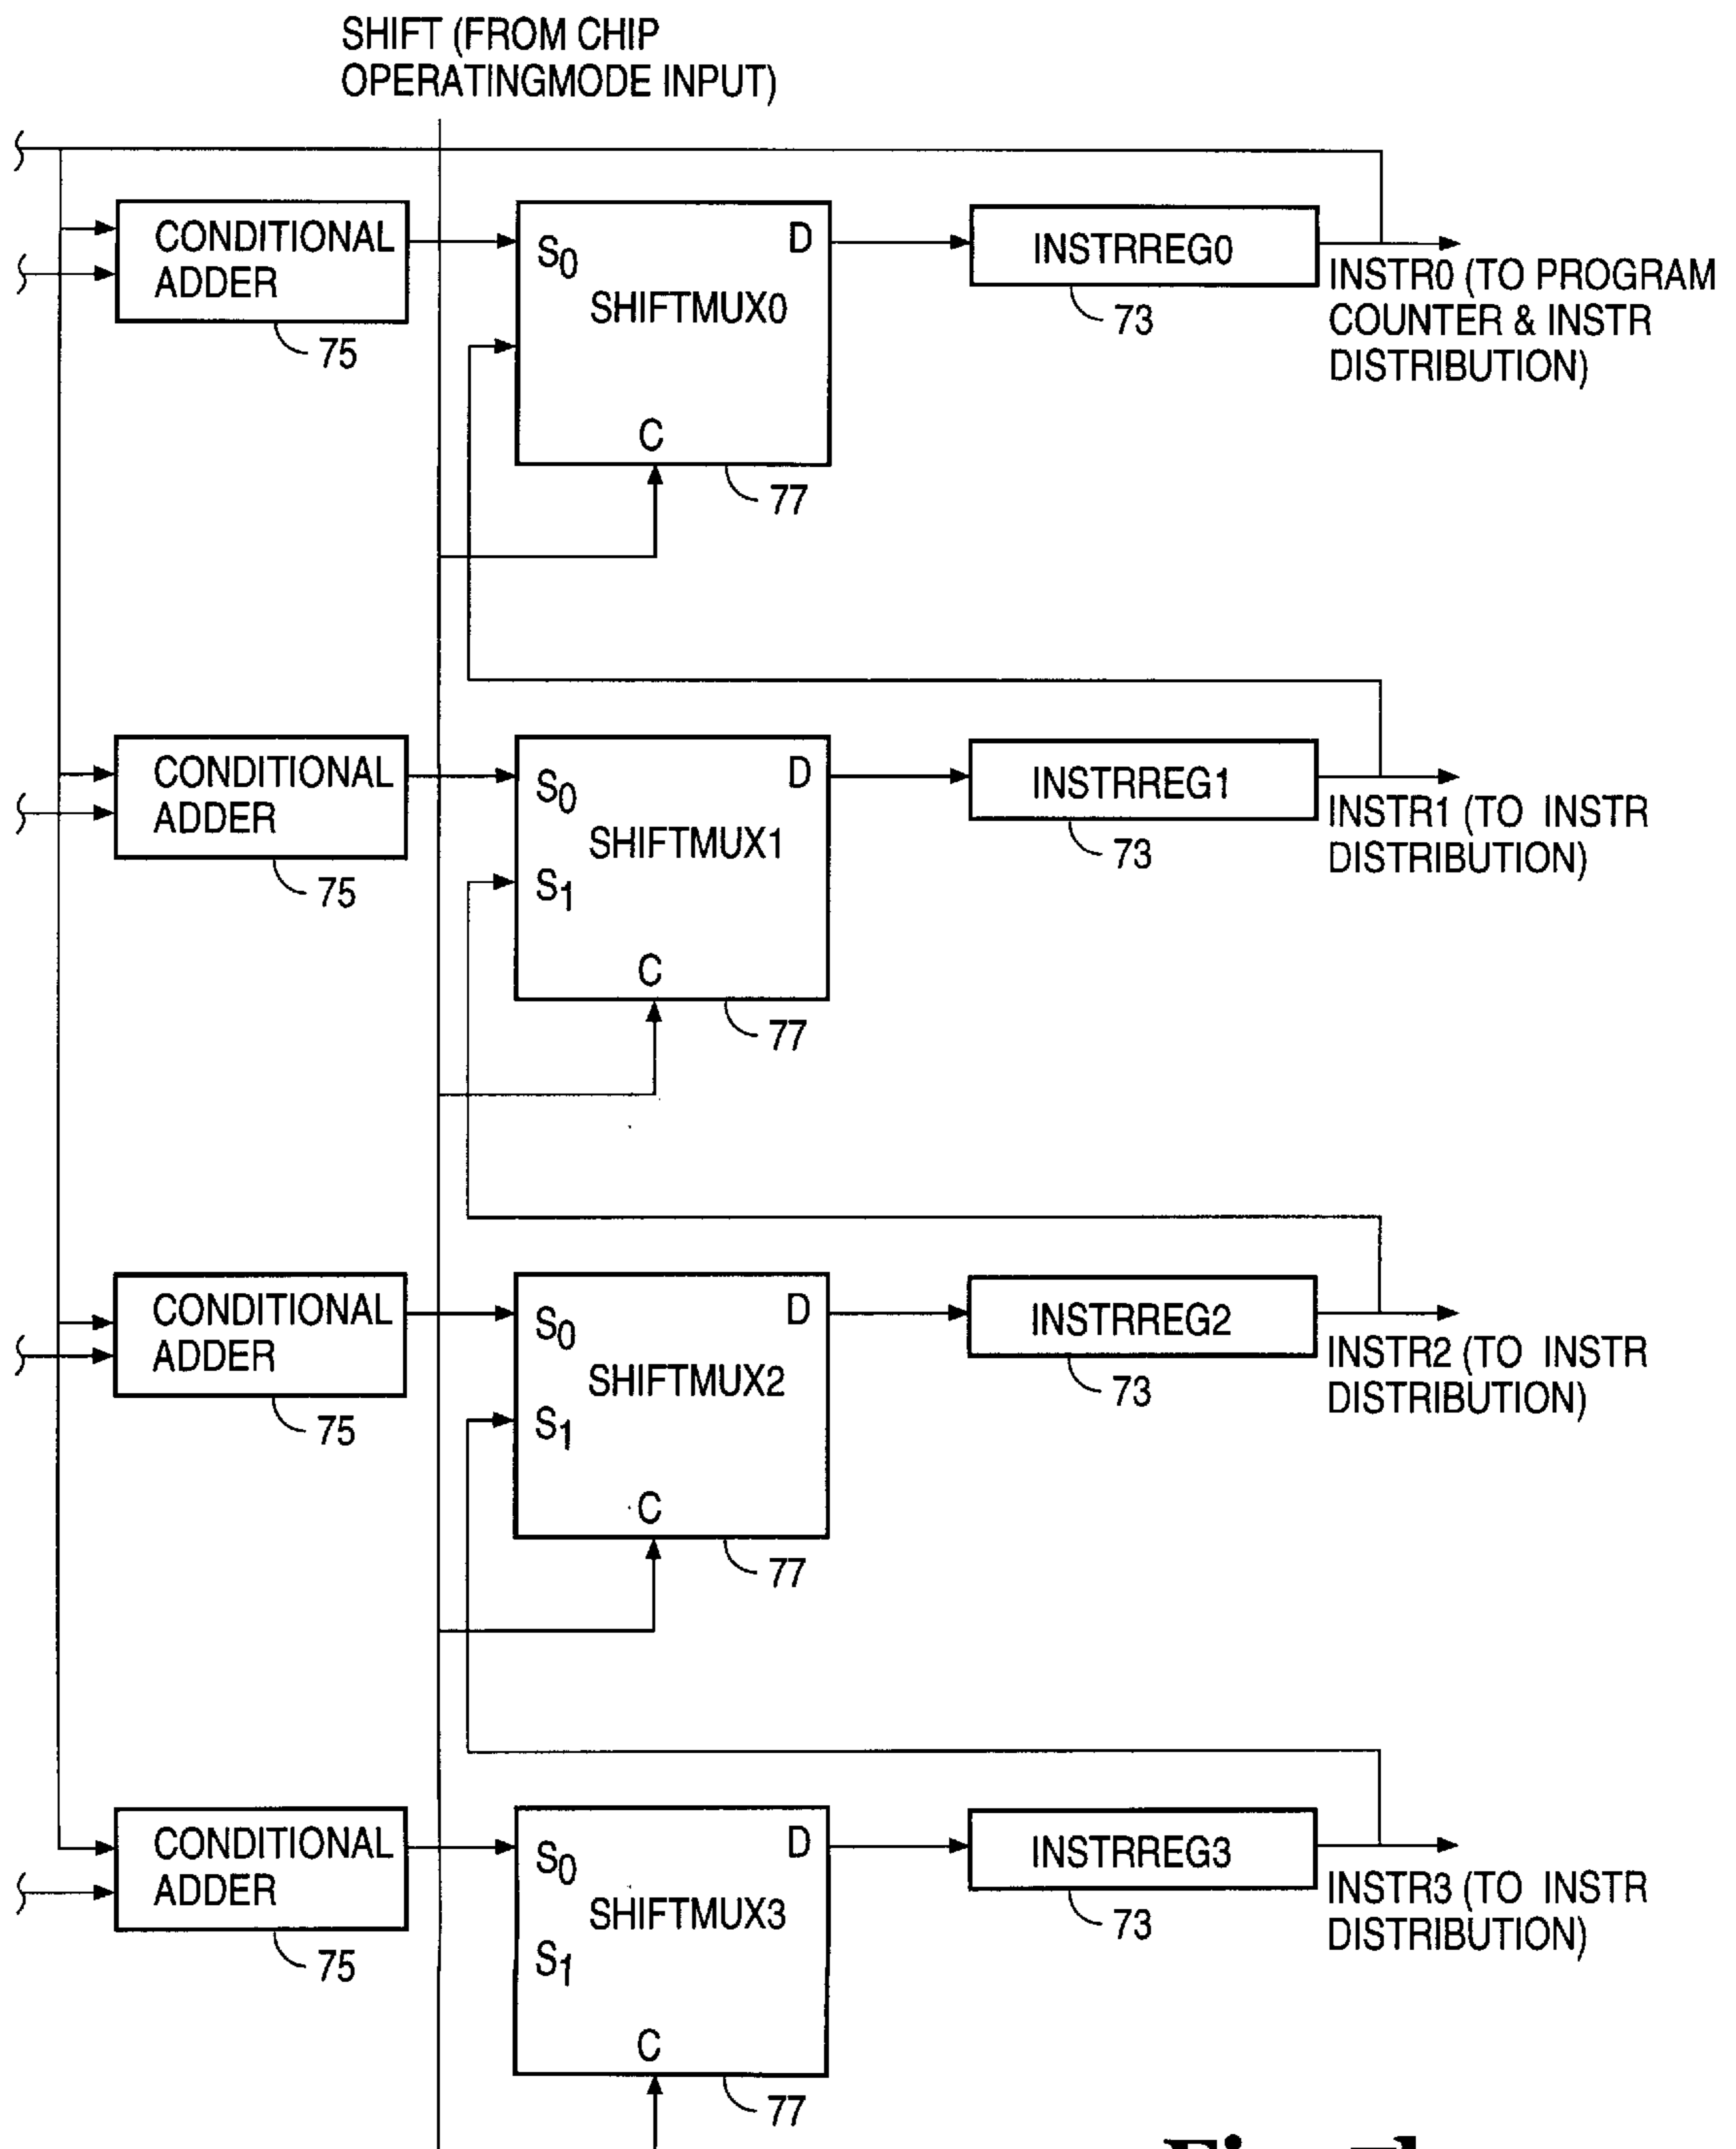 SHIFT (FROM CHIP
OPERATINGMODE INPUT)
CONDITIONAL
ADDER
75
S0
D
SHIFTMUX0
C
77
INSTRREG0
73
INSTR0 (TO PROGRAM
COUNTER & INSTR
DISTRIBUTION)
CONDITIONAL
ADDER
75
S0
D
SHIFTMUX1
S1
C
77
INSTRREG1
73
INSTR1 (TO INSTR
DISTRIBUTION)
CONDITIONAL
ADDER
75
S0
D
SHIFTMUX2
S1
C
77
INSTRREG2
73
INSTR2 (TO INSTR
DISTRIBUTION)
CONDITIONAL
ADDER
75
S0
D
SHIFTMUX3
S1
C
77
INSTRREG3
73
INSTR3 (TO INSTR
DISTRIBUTION)